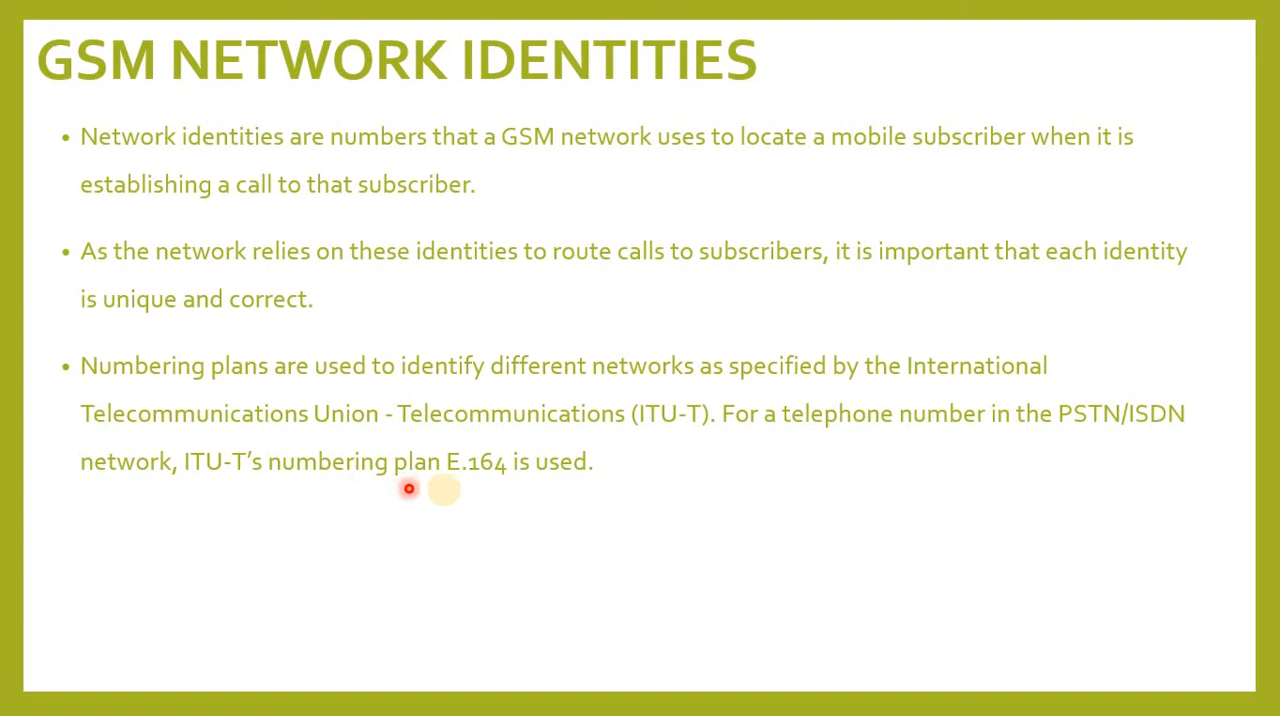 GSM NETWORK IDENTITIES
• Network identities are numbers that a GSM network uses to locate a mobile subscriber when it is
establishing a call to that subscriber.
• As the network relies on these identities to route calls to subscribers, it is important that each identity
is unique and correct.
• Numbering plans are used to identify different networks as specified by the International
Telecommunications Union - Telecommunications (ITU-T). For a telephone number in the PSTN/ISDN
network, ITU-T’s numbering plan E.164 is used.